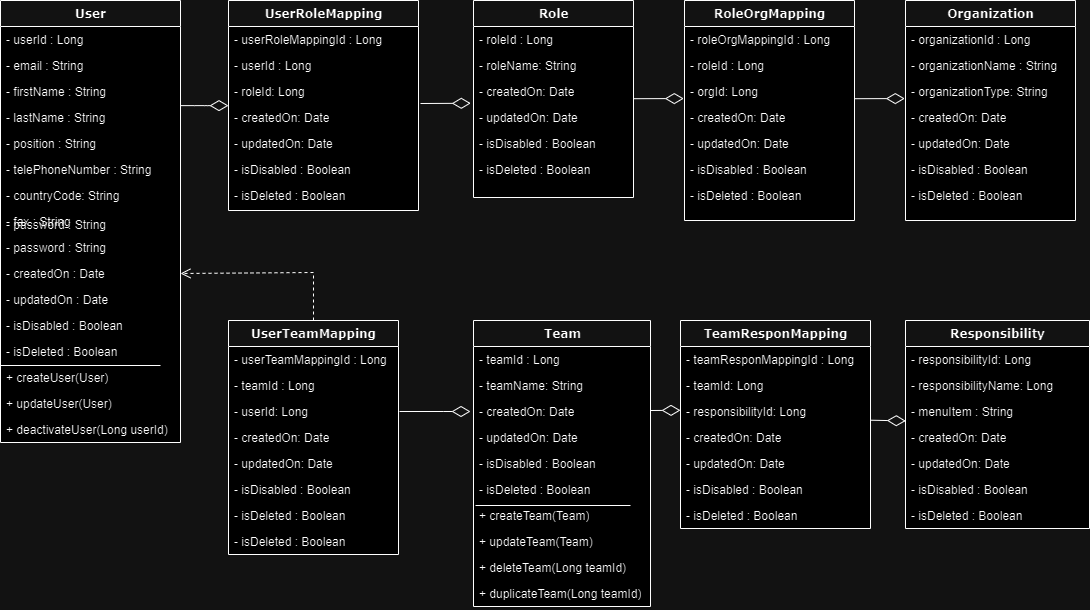 User
- userId : Long
- email : String
- firstName : String
- lastName : String
- position : String
- telePhoneNumber : String
- countryCode: String
- fax : String
- password : String
- password : String
- createdOn : Date
- updatedOn : Date
- isDisabled : Boolean
- isDeleted : Boolean
+ createUser(User)
+ updateUser(User)
+ deactivateUser(Long userId)
UserRoleMapping
- userRoleMappingId : Long
- userId : Long
- roleId: Long
- createdOn: Date
- updatedOn: Date
- isDisabled : Boolean
- isDeleted : Boolean
Role
- roleId : Long
- roleName: String
- createdOn: Date
- updatedOn: Date
- isDisabled : Boolean
- isDeleted : Boolean
RoleOrgMapping
- roleOrgMappingId : Long
- roleId : Long
- orgId: Long
- createdOn: Date
- updatedOn: Date
- isDisabled : Boolean
- isDeleted : Boolean
Organization
- organizationId : Long
- organizationName : String
- organizationType: String
- createdOn: Date
- updatedOn: Date
- isDisabled : Boolean
- isDeleted : Boolean
UserTeamMapping
- userTeamMappingId : Long
- teamId : Long
- userId: Long
- createdOn: Date
- updatedOn: Date
- isDisabled : Boolean
- isDeleted : Boolean
- isDeleted : Boolean
Team
- teamId : Long
- teamName: String
- createdOn: Date
- updatedOn: Date
- isDisabled : Boolean
- isDeleted : Boolean
+ createTeam(Team)
+ updateTeam(Team)
+ deleteTeam(Long teamId)
+ duplicateTeam(Long teamId)
TeamResponMapping
- teamResponMappingId : Long
- teamId: Long
- responsibilityId: Long
- createdOn: Date
- updatedOn: Date
- isDisabled : Boolean
- isDeleted : Boolean
Responsibility
- responsibilityId: Long
- responsibilityName: Long
- menuItem : String
- createdOn: Date
- updatedOn: Date
- isDisabled : Boolean
- isDeleted : Boolean